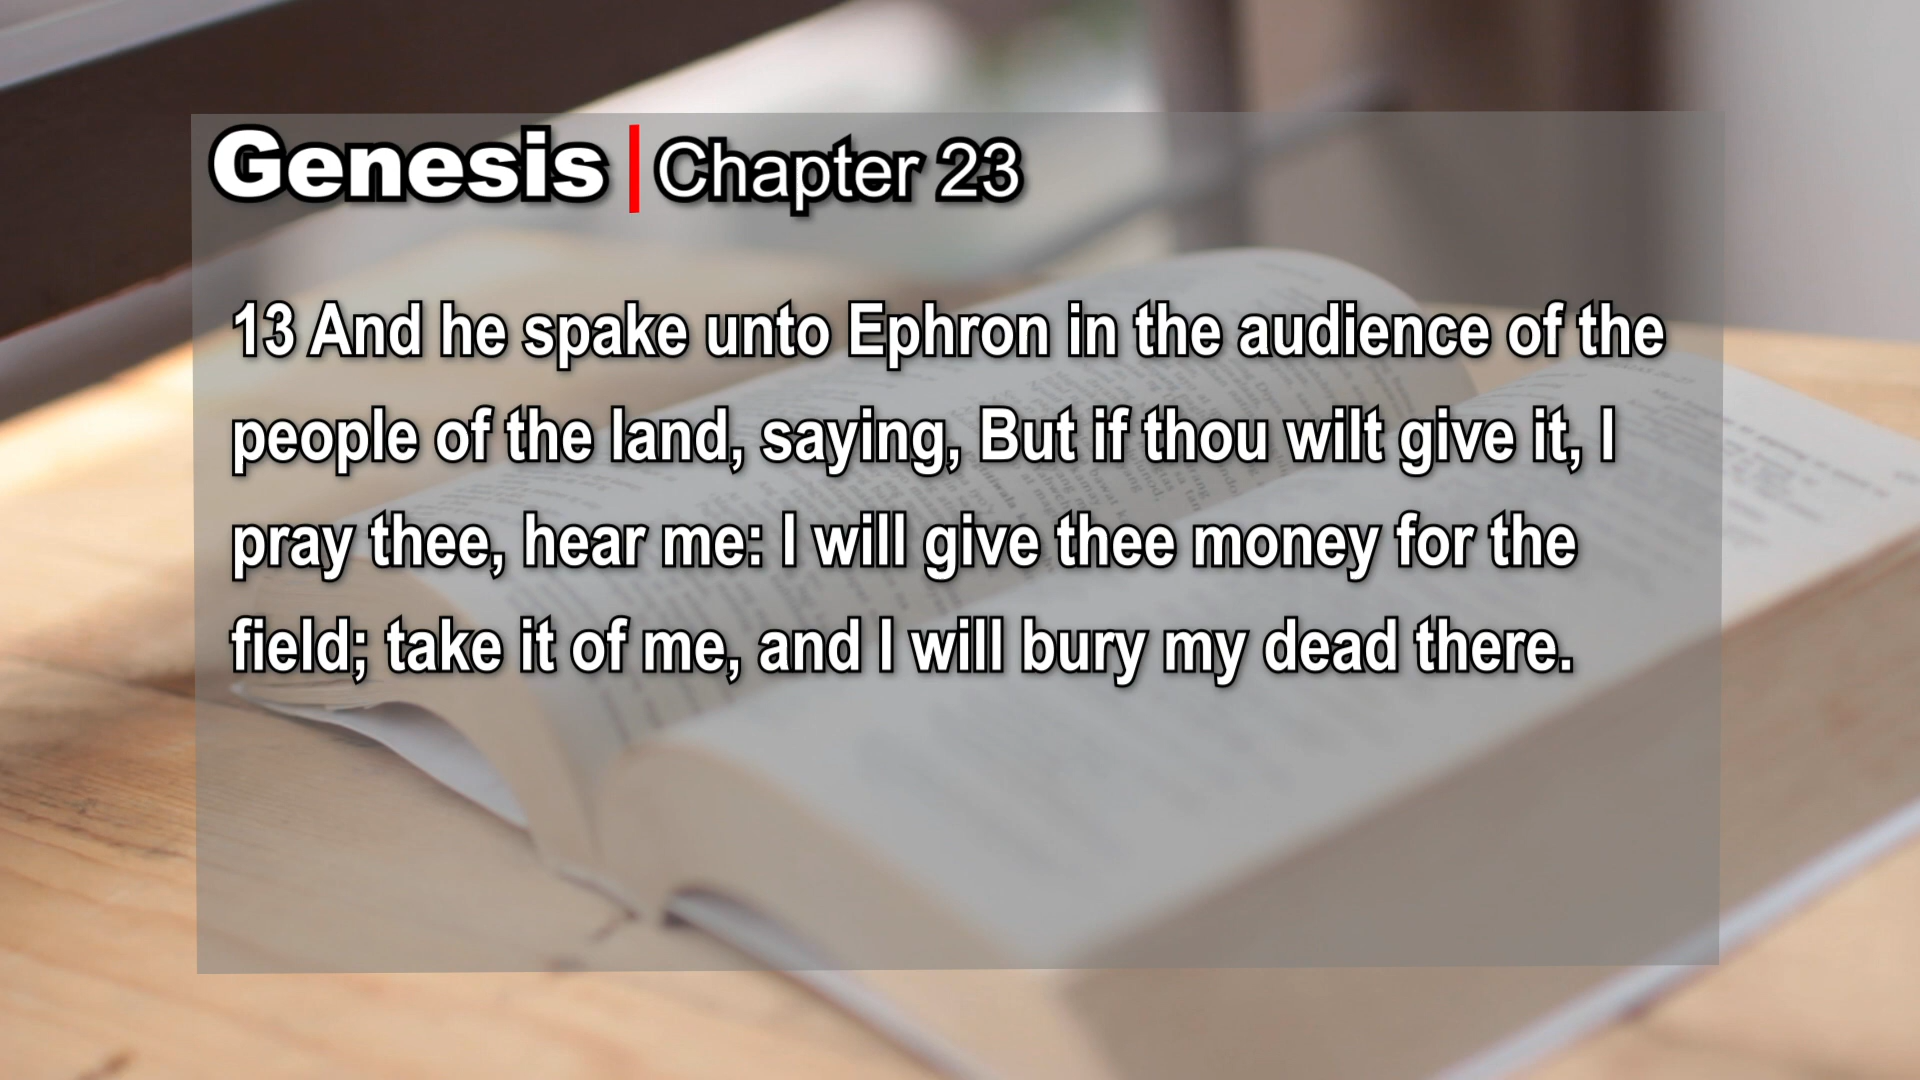 Genesis | Chapter 23
13 And he spake unto Ephron in the audience of the
people of the land, saying, But if thou wilt give it, I
pray thee, hear me: I will give thee money for the
field; take it of me, and I will bury my dead there.